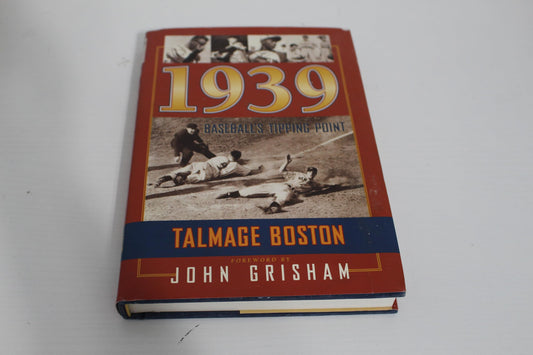 1939
BASEBALL'S TIPPING POINT
TALMAGE BOSTON
FOREWORD BY
JOHN GRISHAM